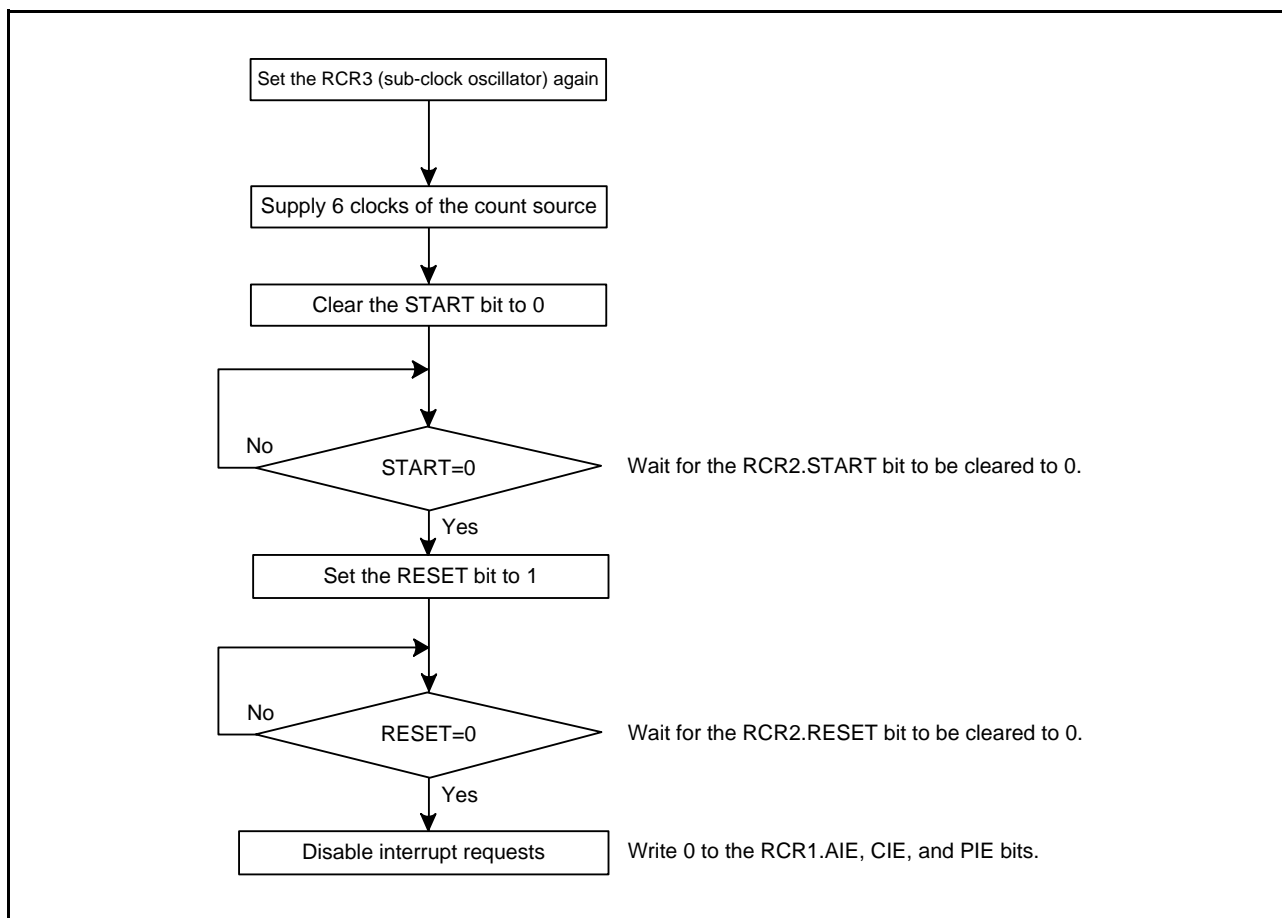 Set the RCR3 (sub-clock oscillator) again
Supply 6 clocks of the count source
Clear the START bit to 0
No
START=0
Wait for the RCR2.START bit to be cleared to 0.
Yes
Set the RESET bit to 1
No
RESET=0
Wait for the RCR2.RESET bit to be cleared to 0.
Yes
Disable interrupt requests
Write 0 to the RCR1.AIE, CIE, and PIE bits.